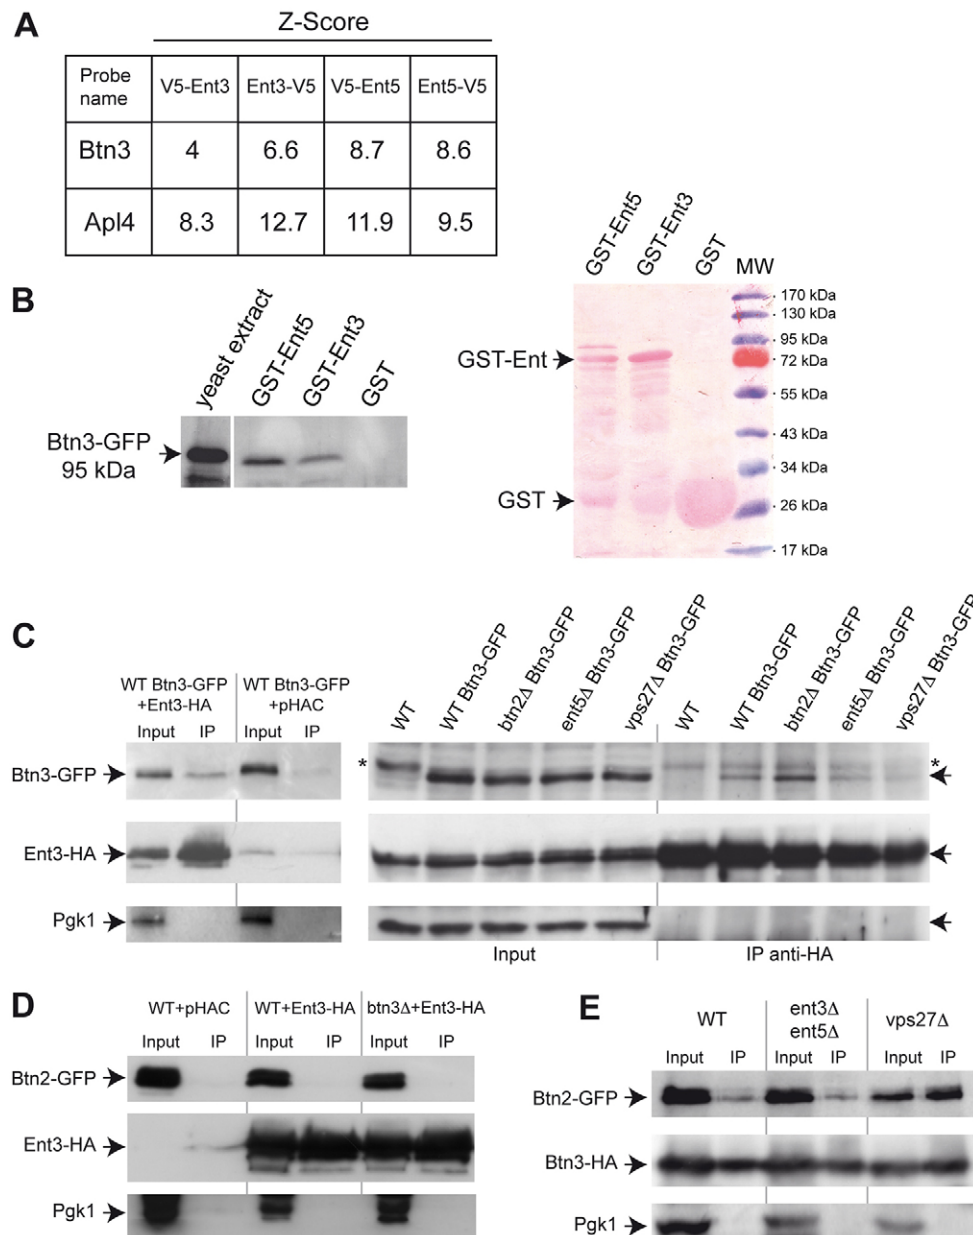 A
Z-Score
Probe name V5-Ent3 Ent3-V5 V5-Ent5 Ent5-V5
Btn3 4 6.6 8.7 8.6
Apl4 8.3 12.7 11.9 9.5
B
yeast extract GST-Ent5 GST-Ent3 GST
Btn3-GFP
95 kDa
GST-Ent5 GST-Ent3 GST MW
170 kDa
130 kDa
95 kDa
GST-Ent
72 kDa
55 kDa
43 kDa
34 kDa
GST
26 kDa
17 kDa
C
WT Btn3-GFP
+Ent3-HA
WT Btn3-GFP
+pHAC
Input IP Input IP
Btn3-GFP
Ent3-HA
Pgk1
WT WT Btn3-GFP btn2Δ Btn3-GFP ent5Δ Btn3-GFP vps27Δ Btn3-GFP WT WT Btn3-GFP btn2Δ Btn3-GFP ent5Δ Btn3-GFP vps27Δ Btn3-GFP
* *
Input IP anti-HA
D
WT+pHAC WT+Ent3-HA btn3Δ+Ent3-HA
Input IP Input IP Input IP
Btn2-GFP
Ent3-HA
Pgk1
E
WT
ent3Δ
ent5Δ
vps27Δ
Input IP Input IP Input IP
Btn2-GFP
Btn3-HA
Pgk1